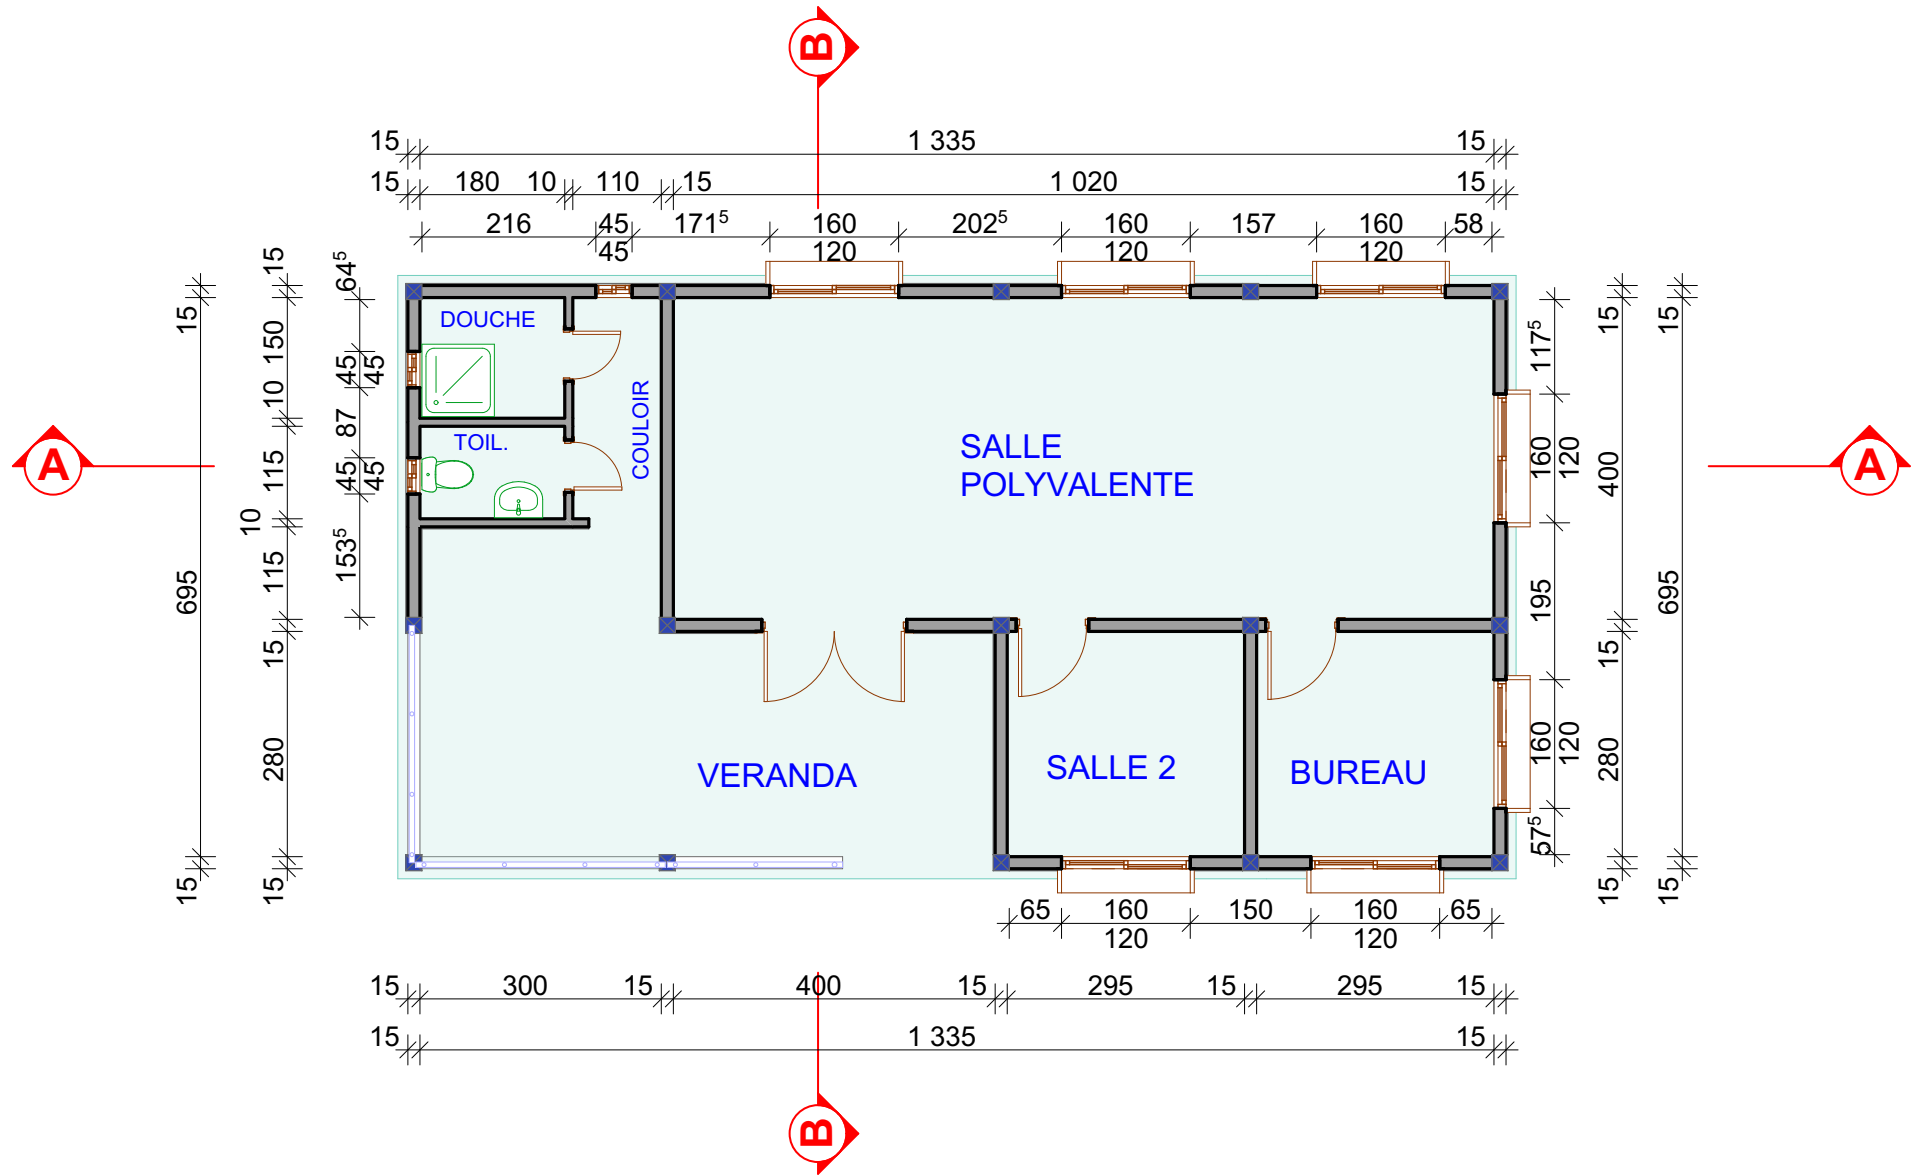 B
15 1 335 15
15 180 10 110 15 1 020 15
216 45 171⁵ 160 202⁵ 160 157 160 58
45 120 120 120
15 695 15
15 150 10 115 10 115 15 280 15
64⁵ 45 87 45 153⁵
45 45
DOUCHE
TOIL.
COULOIR
SALLE
POLYVALENTE
VERANDA
SALLE 2
BUREAU
A
A
117⁵ 160 195 160 57⁵
120 120
15 400 15 280 15
15 695 15
65 160 150 160 65
120 120
15 300 15 400 15 295 15 295 15
15 1 335 15
B